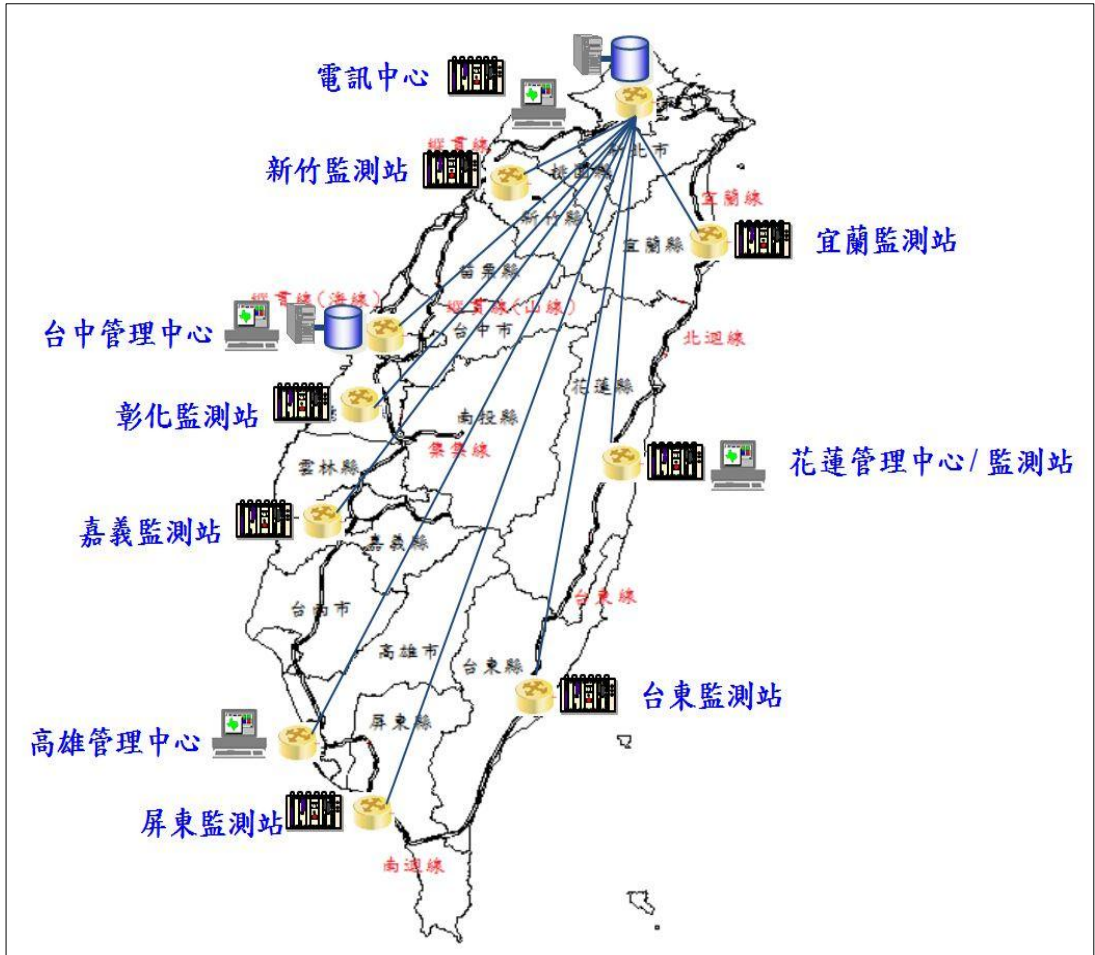 電訊中心
縱貫線
新北市
新竹監測站
桃園縣
宜蘭線
新竹縣
宜蘭縣
宜蘭監測站
苗栗縣
縱貫線(海線)
縱貫線(山線)
台中管理中心
台中市
北迴線
花蓮縣
彰化監測站
南投縣
集集線
雲林縣
花蓮管理中心/監測站
嘉義監測站
嘉義縣
台南市
台東線
高雄市
台東縣
台東監測站
屏東縣
高雄管理中心
屏東監測站
南迴線